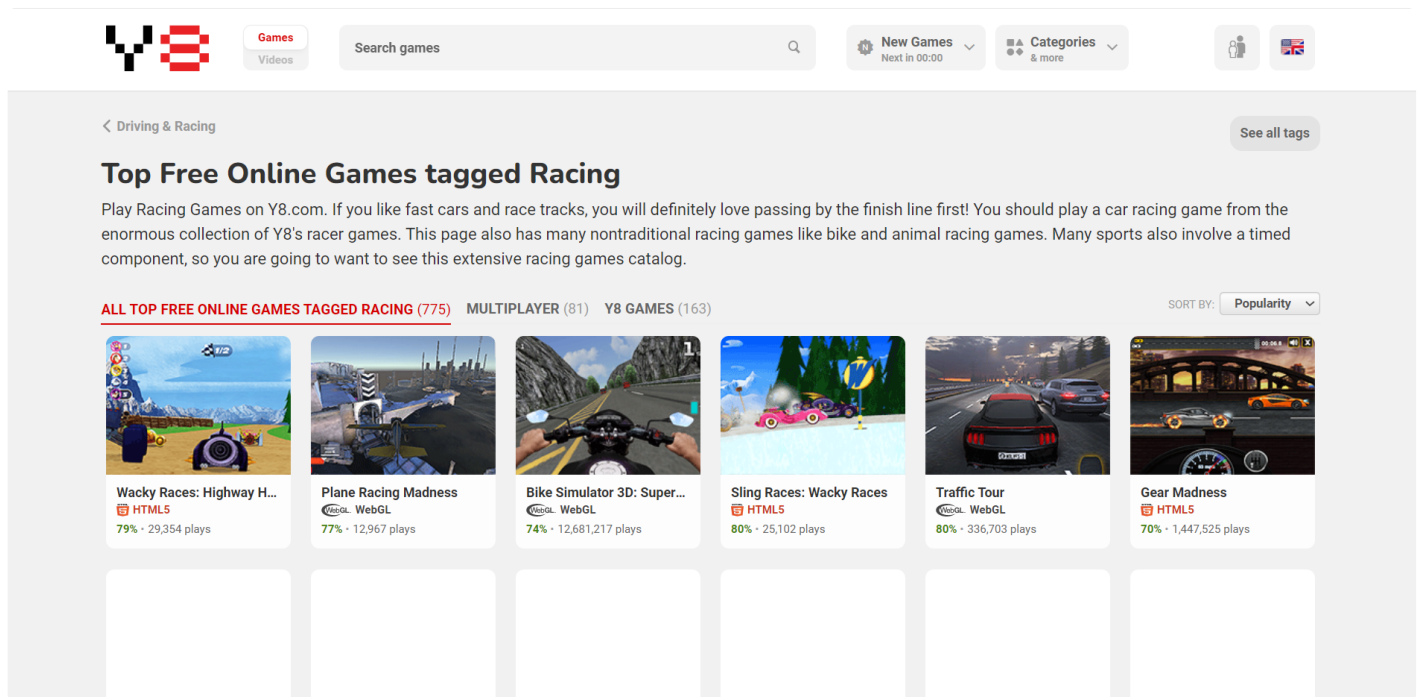 Y8
Games
Videos
Search games
New Games
Next in 00:00
Categories
& more
Driving & Racing
See all tags
Top Free Online Games tagged Racing
Play Racing Games on Y8.com. If you like fast cars and race tracks, you will definitely love passing by the finish line first! You should play a car racing game from the
enormous collection of Y8's racer games. This page also has many nontraditional racing games like bike and animal racing games. Many sports also involve a timed
component, so you are going to want to see this extensive racing games catalog.
ALL TOP FREE ONLINE GAMES TAGGED RACING (775) MULTIPLAYER (81) Y8 GAMES (163)
SORT BY: Popularity
Wacky Races: Highway H...
HTML5
79% • 29,354 plays
Plane Racing Madness
WebGL WebGL
77% • 12,967 plays
Bike Simulator 3D: Super...
WebGL WebGL
74% • 12,681,217 plays
Sling Races: Wacky Races
HTML5
80% • 25,102 plays
Traffic Tour
WebGL WebGL
80% • 336,703 plays
Gear Madness
HTML5
70% • 1,447,525 plays